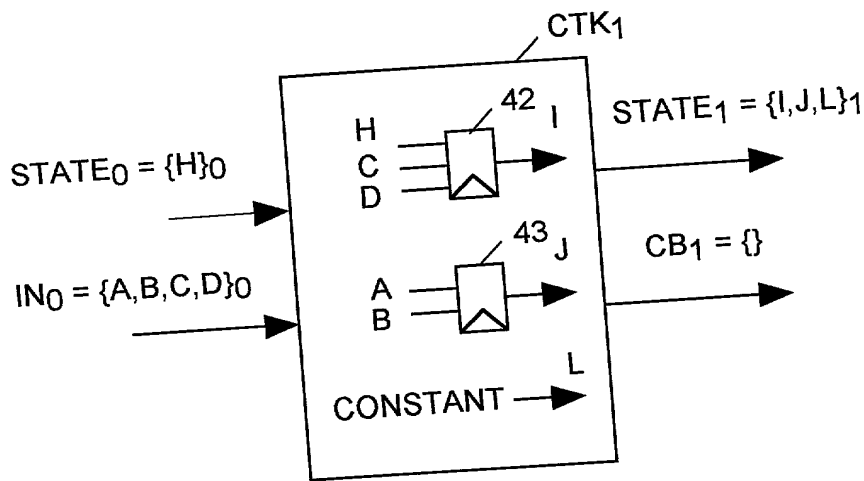 CTK1
42
I
H
C
D
STATE1 = {I,J,L}1
STATE0 = {H}0
43
J
CB1 = {}
A
B
IN0 = {A,B,C,D}0
L
CONSTANT